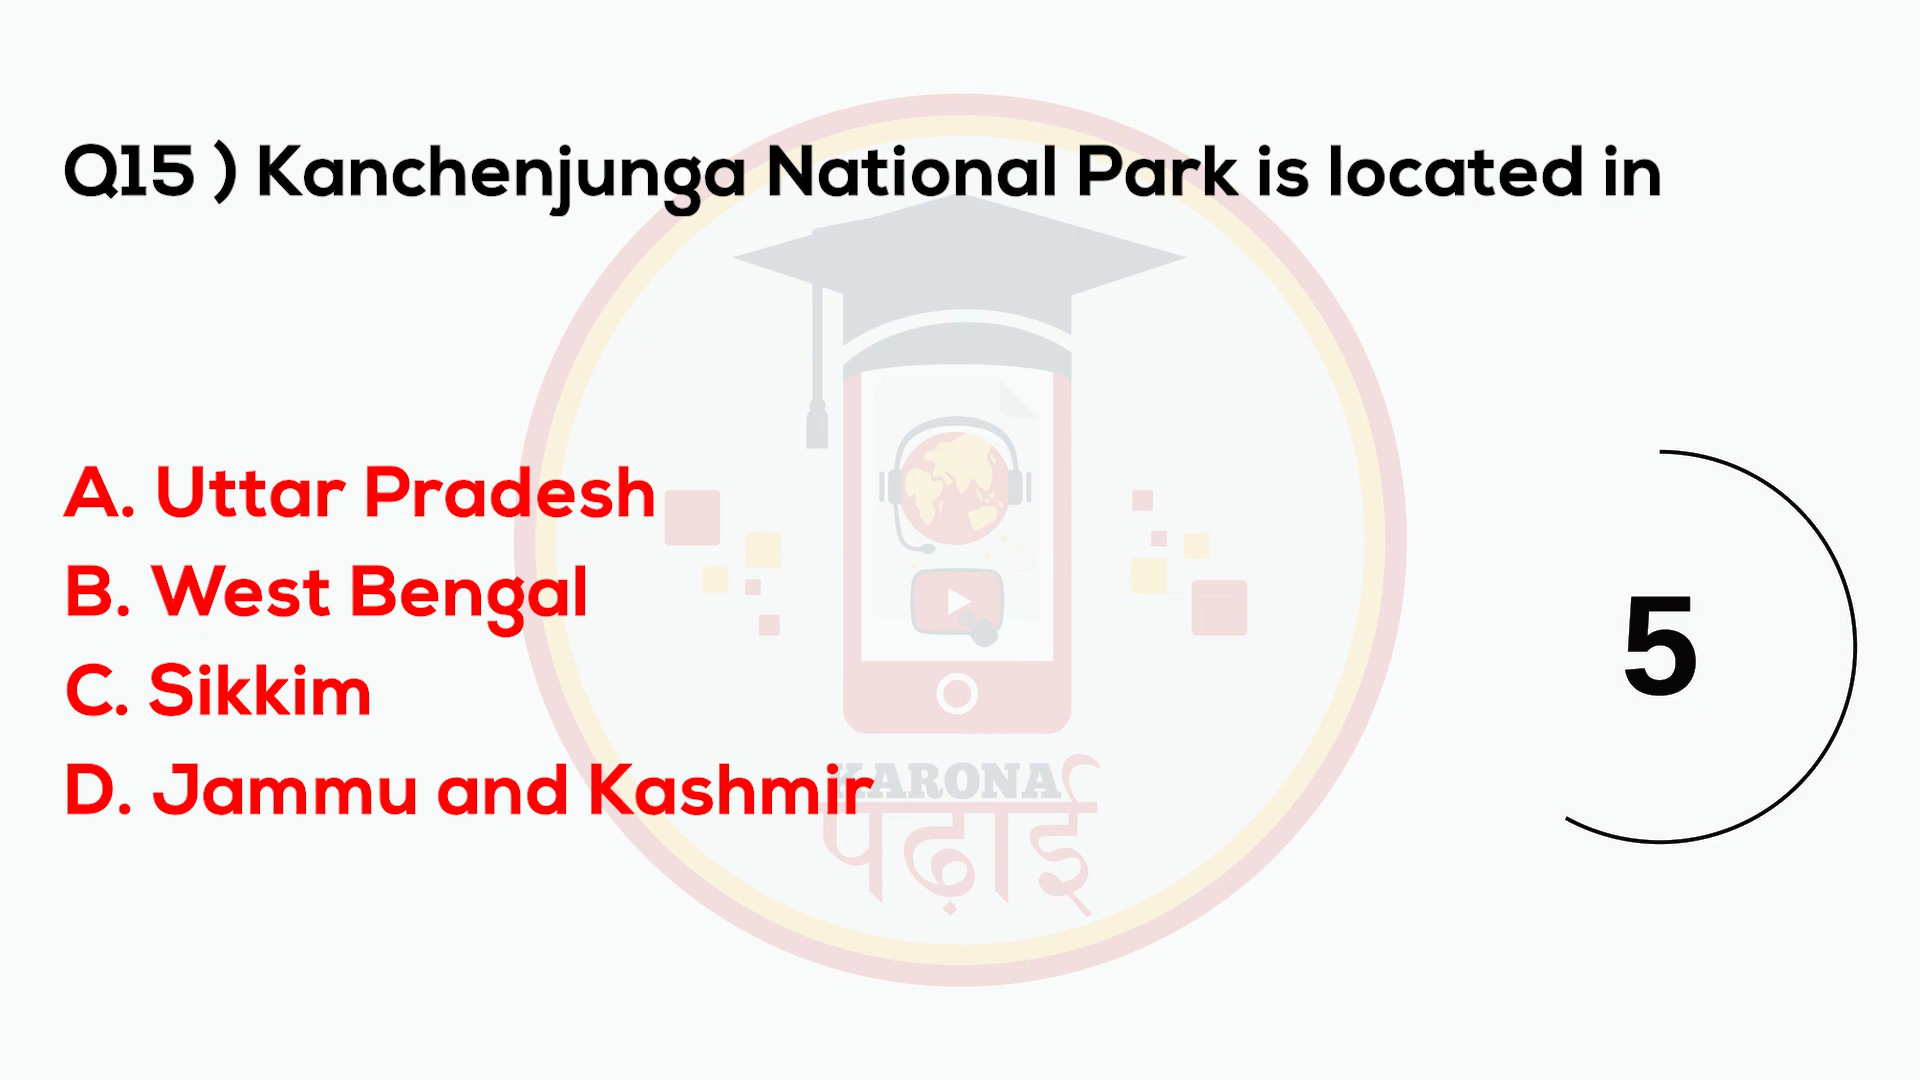 Q15 ) Kanchenjunga National Park is located in
A. Uttar Pradesh
B. West Bengal
C. Sikkim
D. Jammu and Kashmir
5
KARONA
पढ़ाई